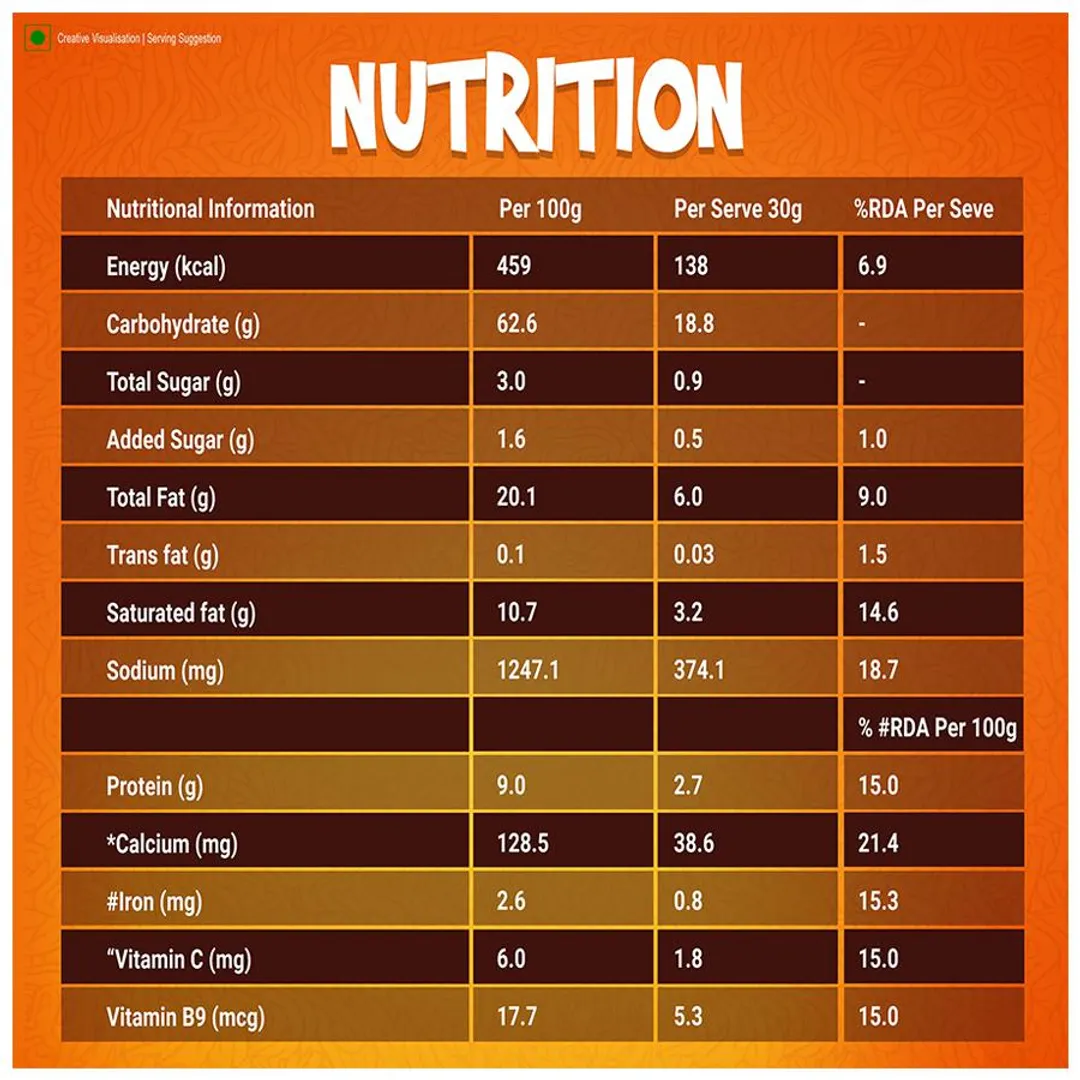 Creative Visualisation | Serving Suggestion
NUTRITION
Nutritional Information Per 100g Per Serve 30g %RDA Per Seve
Energy (kcal) 459 138 6.9
Carbohydrate (g) 62.6 18.8 -
Total Sugar (g) 3.0 0.9 -
Added Sugar (g) 1.6 0.5 1.0
Total Fat (g) 20.1 6.0 9.0
Trans fat (g) 0.1 0.03 1.5
Saturated fat (g) 10.7 3.2 14.6
Sodium (mg) 1247.1 374.1 18.7
% #RDA Per 100g
Protein (g) 9.0 2.7 15.0
*Calcium (mg) 128.5 38.6 21.4
#Iron (mg) 2.6 0.8 15.3
“Vitamin C (mg) 6.0 1.8 15.0
Vitamin B9 (mcg) 17.7 5.3 15.0